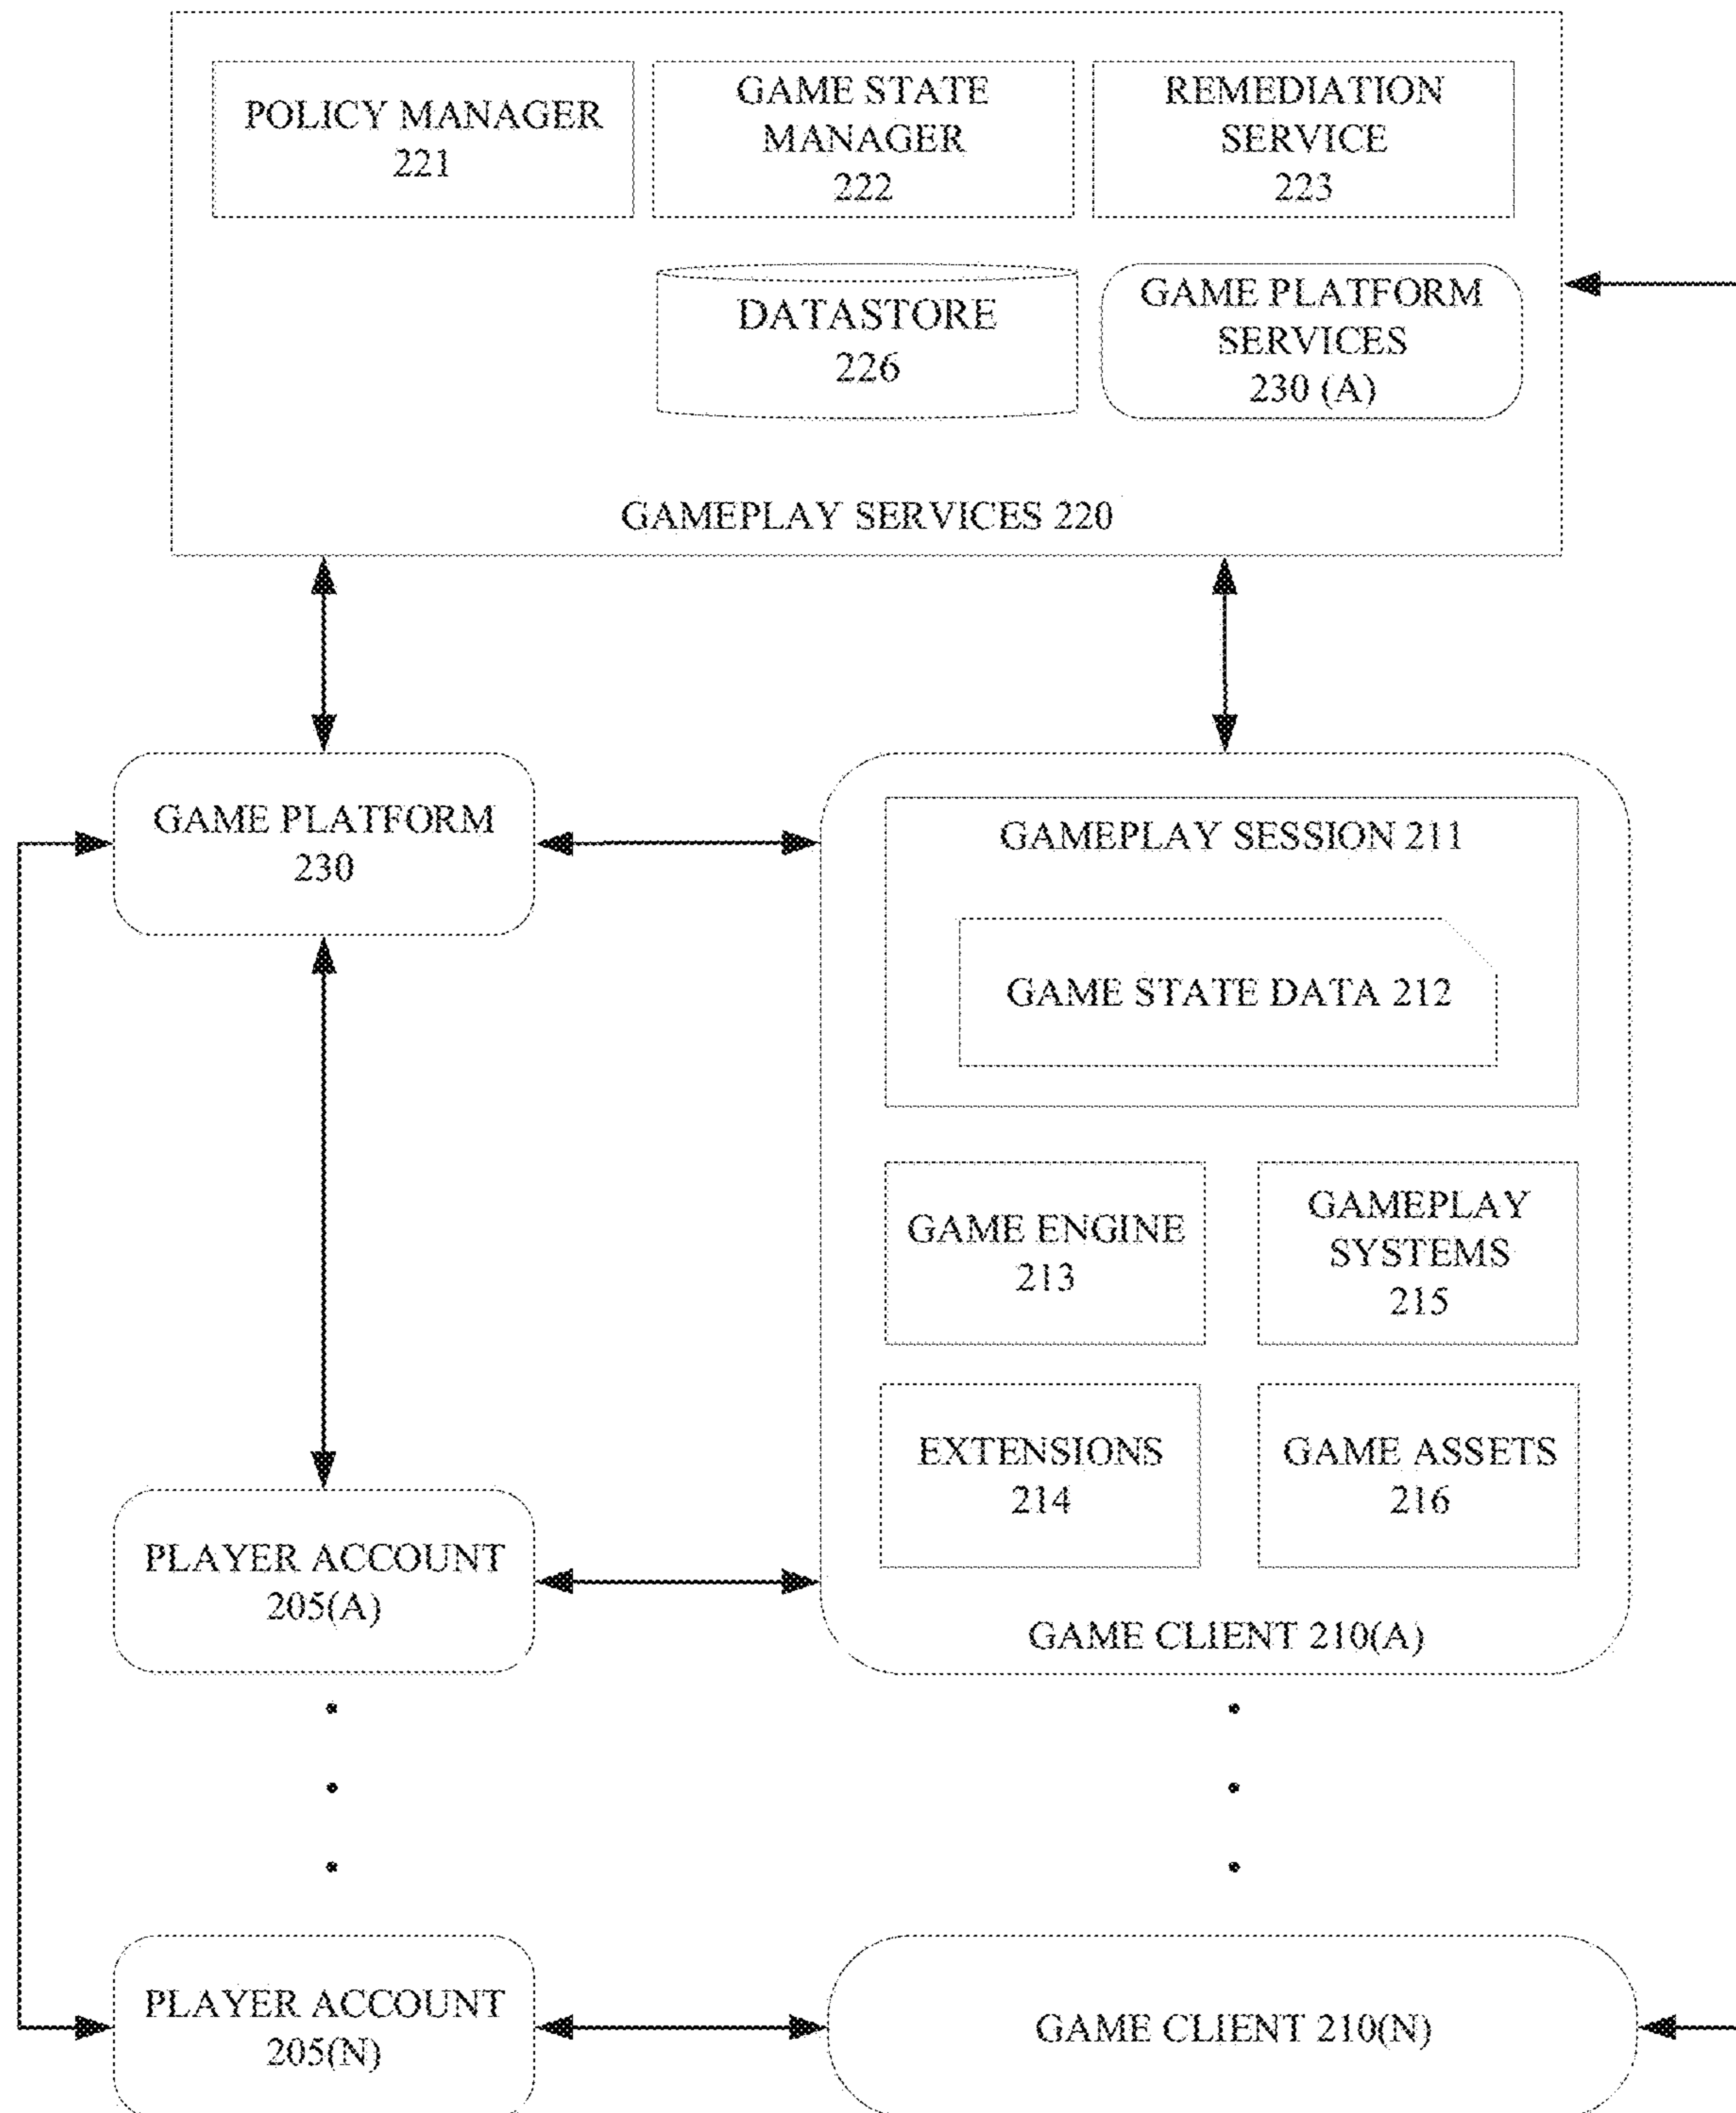 POLICY MANAGER
221
GAME STATE
MANAGER
222
REMEDIATION
SERVICE
223
DATASTORE
226
GAME PLATFORM
SERVICES
230 (A)
GAMEPLAY SERVICES 220
GAME PLATFORM
230
GAMEPLAY SESSION 211
GAME STATE DATA 212
GAME ENGINE
213
GAMEPLAY
SYSTEMS
215
EXTENSIONS
214
GAME ASSETS
216
PLAYER ACCOUNT
205(A)
GAME CLIENT 210(A)
PLAYER ACCOUNT
205(N)
GAME CLIENT 210(N)